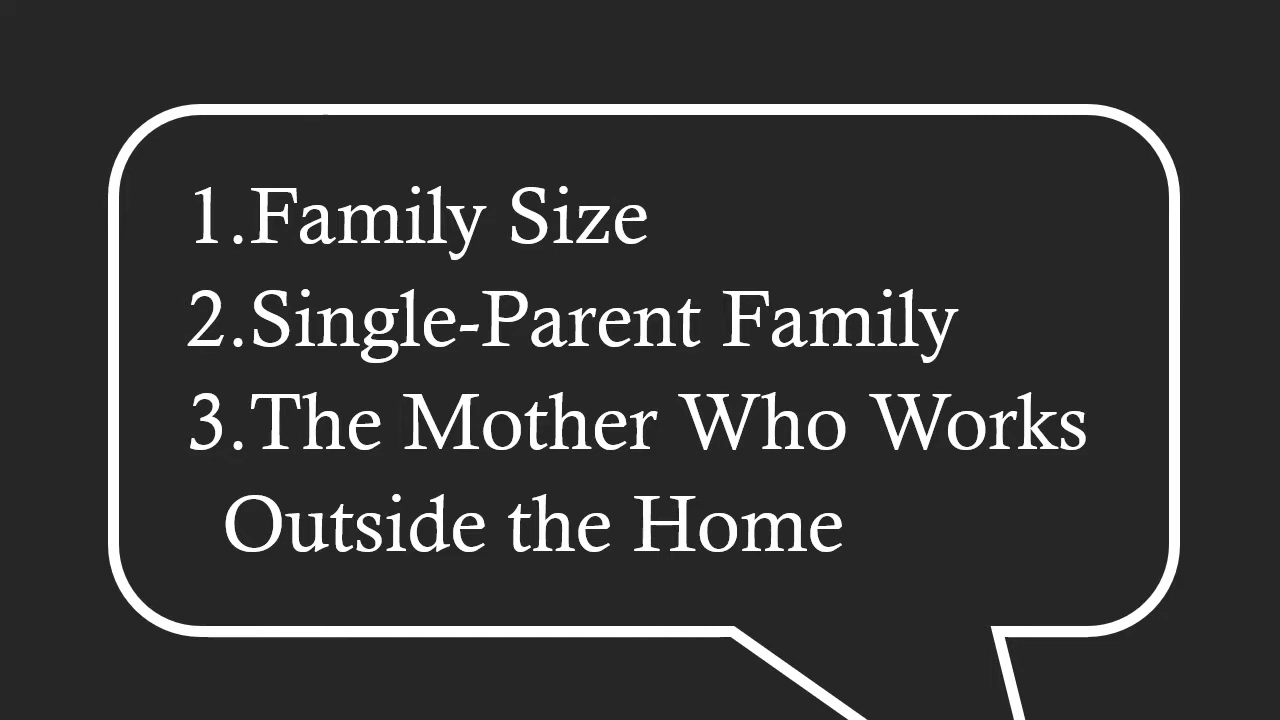 1.Family Size
2.Single-Parent Family
3.The Mother Who Works
Outside the Home